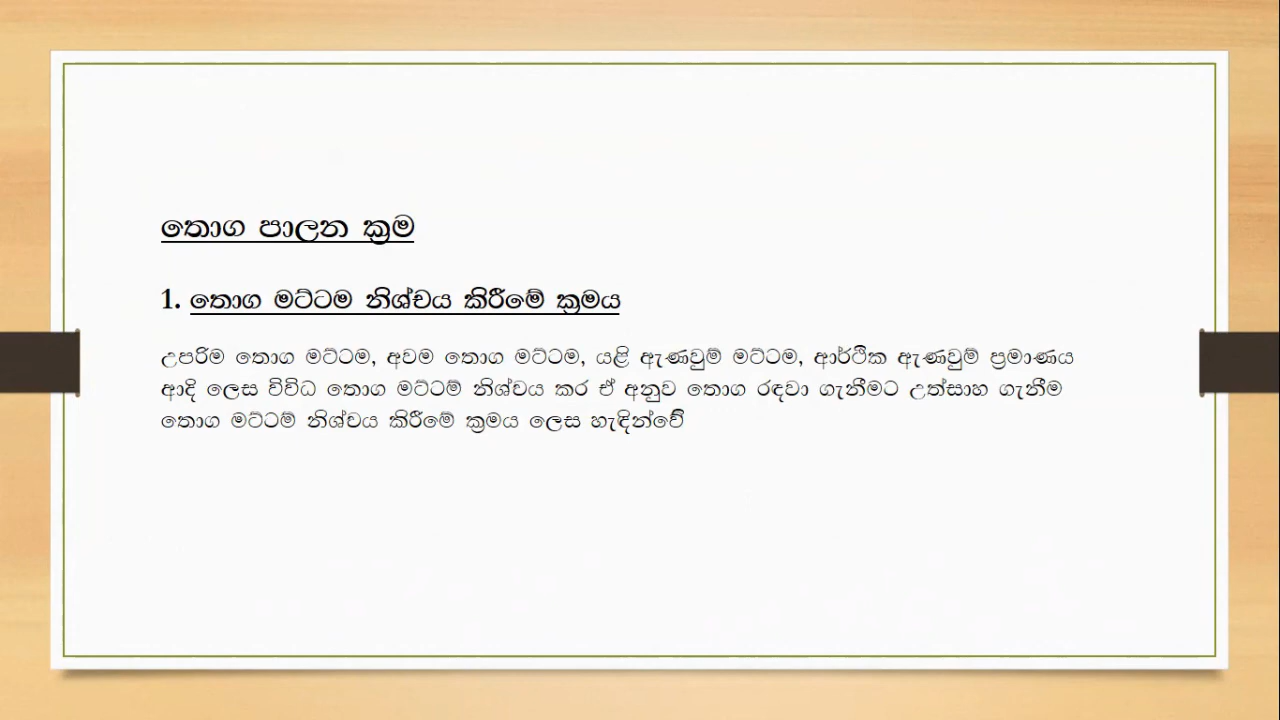 තොග පාලන ක්‍රම
1. තොග මට්ටම නිශ්චය කිරීමේ ක්‍රමය
උපරිම තොග මට්ටම, අවම තොග මට්ටම, යළි ඇණවුම් මට්ටම, ආර්ථික ඇණවුම් ප්‍රමාණය
ආදි ලෙස විවිධ තොග මට්ටම් නිශ්චය කර ඒ අනුව තොග රඳවා ගැනීමට උත්සාහ ගැනීම
තොග මට්ටම් නිශ්චය කිරීමේ ක්‍රමය ලෙස හැඳින්වේ